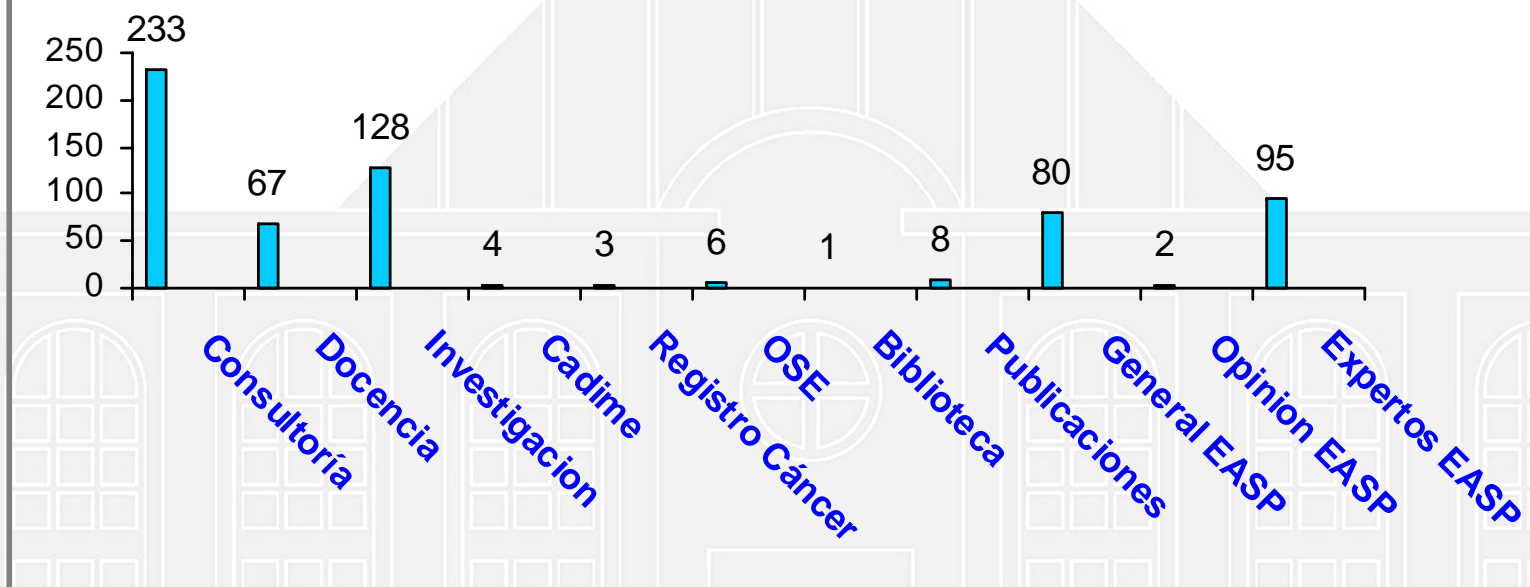 233
250
200
150
100
50
0
67
128
4
3
6
1
8
80
2
95
Consultoría
Docencia
Investigacion
Cadime
Registro Cáncer
OSE
Biblioteca
Publicaciones
General EASP
Opinion EASP
Expertos EASP